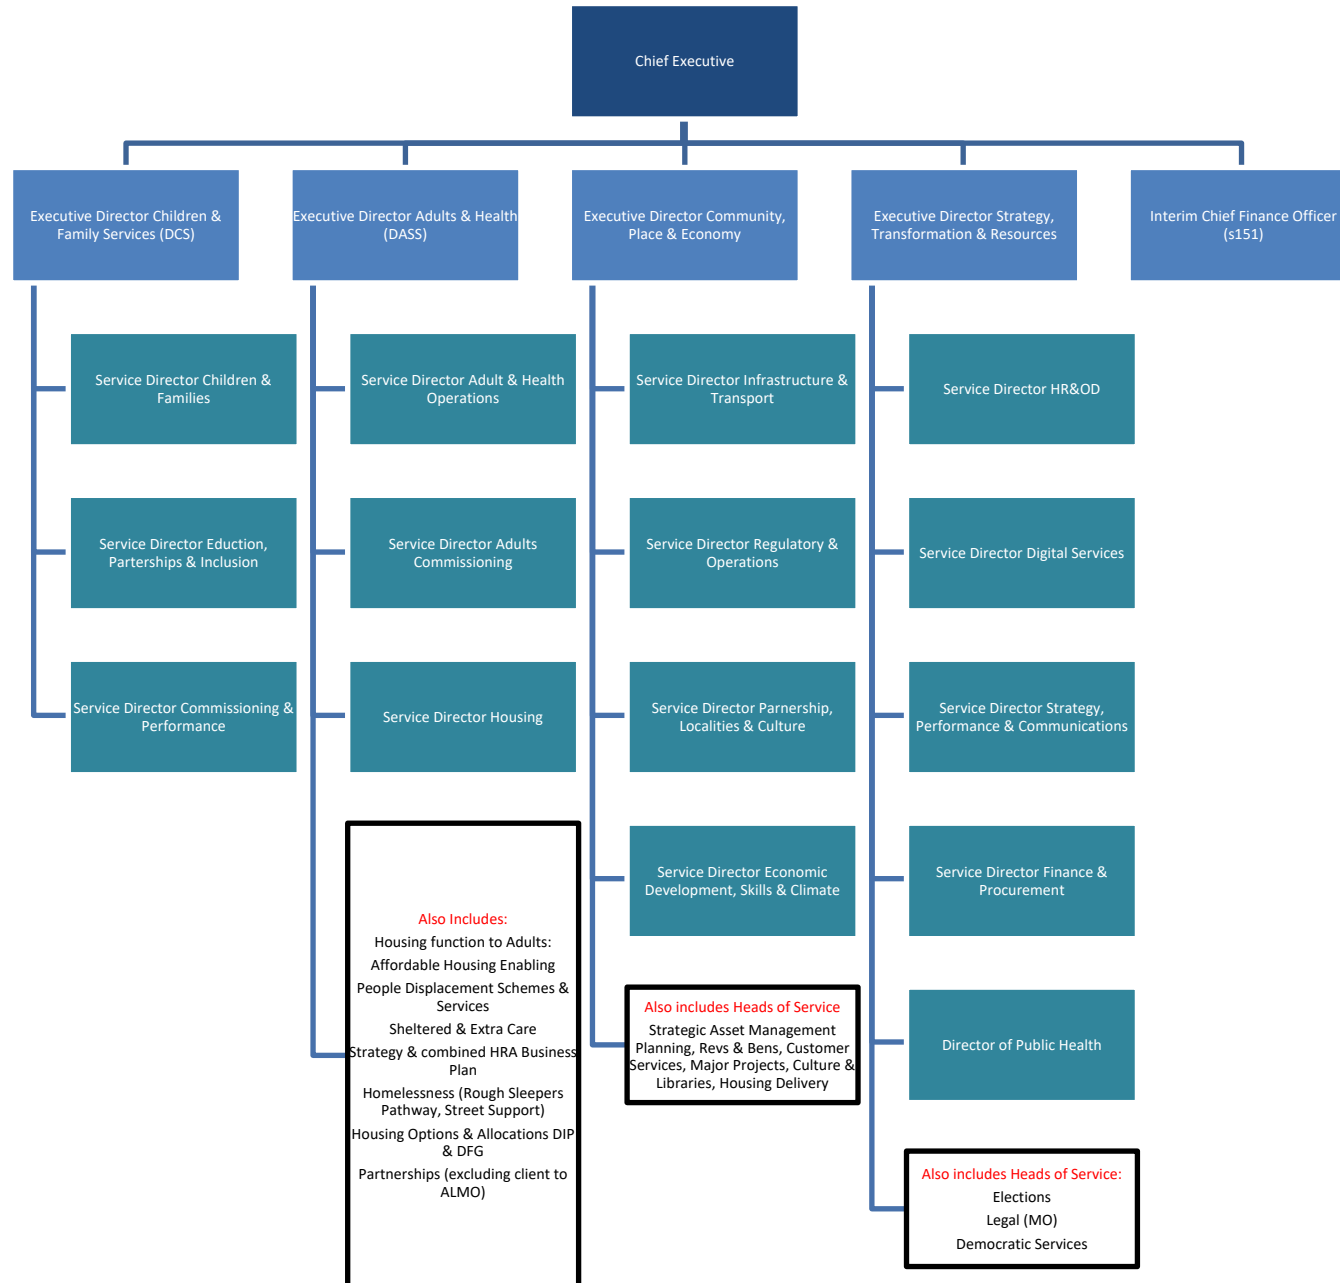 Chief Executive
Executive Director Children &
Family Services (DCS)
Executive Director Adults & Health
(DASS)
Executive Director Community,
Place & Economy
Executive Director Strategy,
Transformation & Resources
Interim Chief Finance Officer
(s151)
Service Director Children &
Families
Service Director Eduction,
Parterships & Inclusion
Service Director Commissioning &
Performance
Service Director Adult & Health
Operations
Service Director Adults
Commissioning
Service Director Housing
Also Includes:
Housing function to Adults:
Affordable Housing Enabling
People Displacement Schemes &
Services
Sheltered & Extra Care
Strategy & combined HRA Business
Plan
Homelessness (Rough Sleepers
Pathway, Street Support)
Housing Options & Allocations DIP
& DFG
Partnerships (excluding client to
ALMO)
Service Director Infrastructure &
Transport
Service Director Regulatory &
Operations
Service Director Parnership,
Localities & Culture
Service Director Economic
Development, Skills & Climate
Also includes Heads of Service
Strategic Asset Management
Planning, Revs & Bens, Customer
Services, Major Projects, Culture &
Libraries, Housing Delivery
Service Director HR&OD
Service Director Digital Services
Service Director Strategy,
Performance & Communications
Service Director Finance &
Procurement
Director of Public Health
Also includes Heads of Service:
Elections
Legal (MO)
Democratic Services